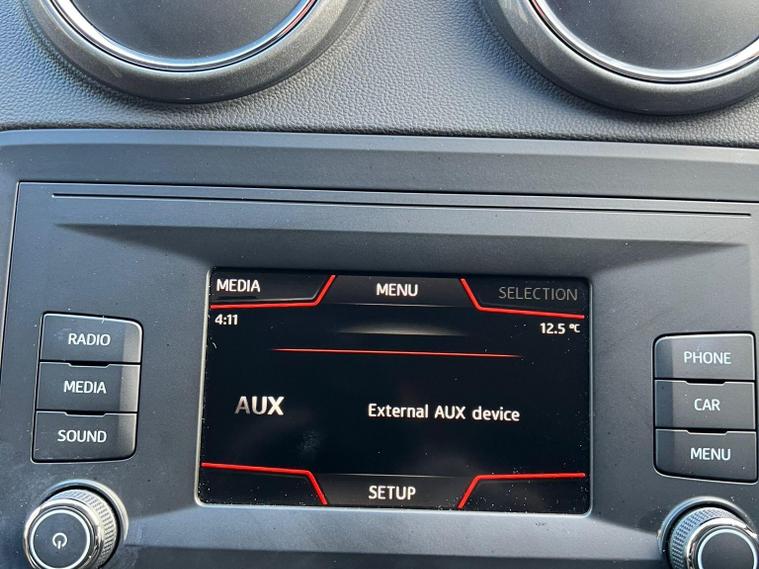 MEDIA MENU SELECTION
4:11 12.5 °C
RADIO
MEDIA
SOUND
AUX External AUX device
SETUP
PHONE
CAR
MENU